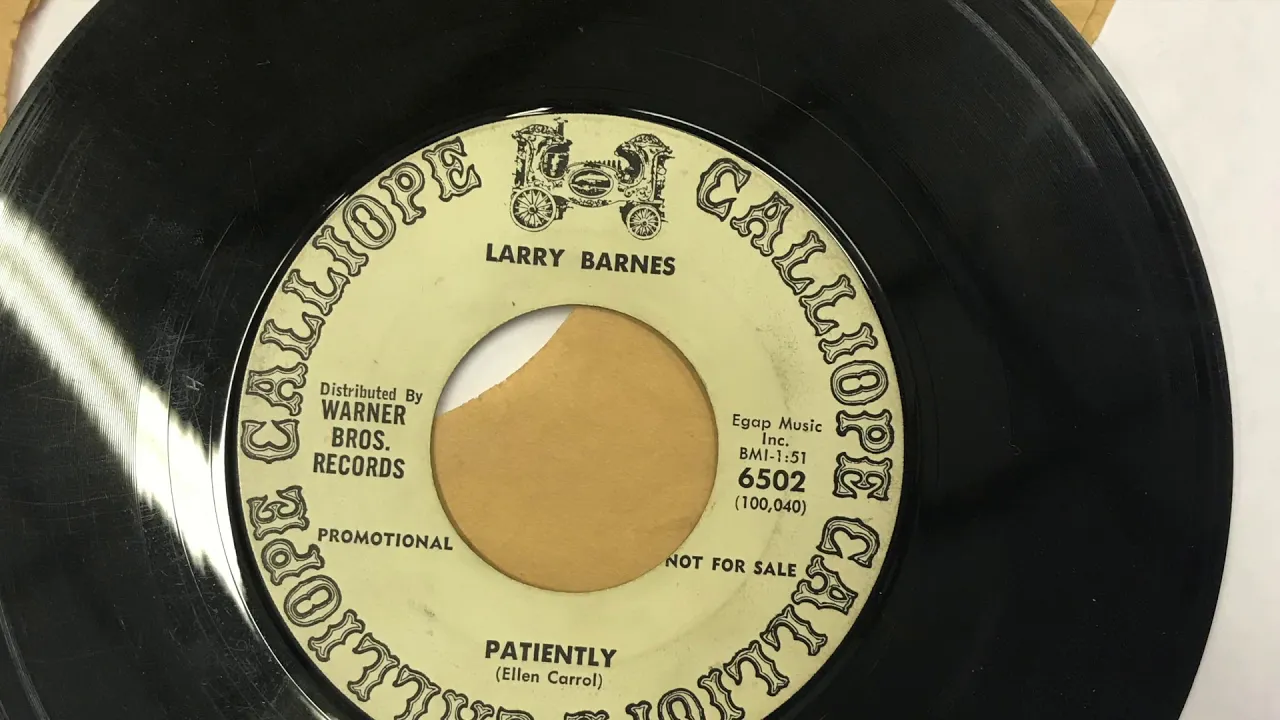 CALLIOPE
CALLIOPE
LARRY BARNES
Distributed By
WARNER
BROS.
RECORDS
Egap Music
Inc.
BMI-1:51
6502
(100,040)
PROMOTIONAL
NOT FOR SALE
CALLIOPE
CALLIOPE
PATIENTLY
(Ellen Carrol)